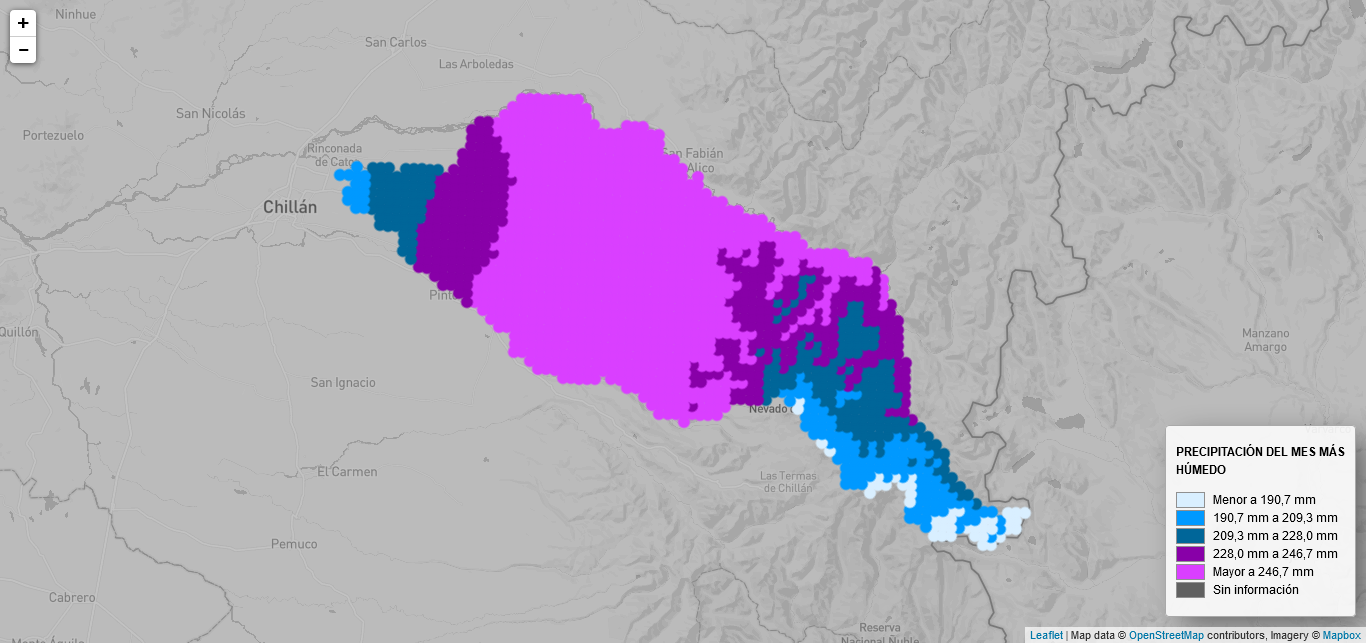 +
−
Ninhue
San Carlos
Las Arboledas
San Nicolás
Portezuelo
Rinconada
de Cato
San Fabián
Alico
Chillán
Pinto
Quillón
Manzano
Amargo
San Ignacio
Nevado
El Carmen
Las Termas
de Chillán
Pemuco
Cabrero
Reserva
Nacional Ñuble
PRECIPITACIÓN DEL MES MÁS
HÚMEDO
Menor a 190,7 mm
190,7 mm a 209,3 mm
209,3 mm a 228,0 mm
228,0 mm a 246,7 mm
Mayor a 246,7 mm
Sin información
Leaflet | Map data © OpenStreetMap contributors, Imagery © Mapbox